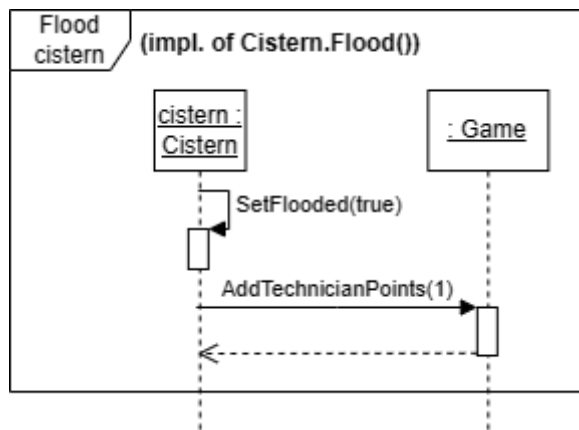 Flood
cistern
(impl. of Cistern.Flood())
cistern :
Cistern
: Game
SetFlooded(true)
AddTechnicianPoints(1)